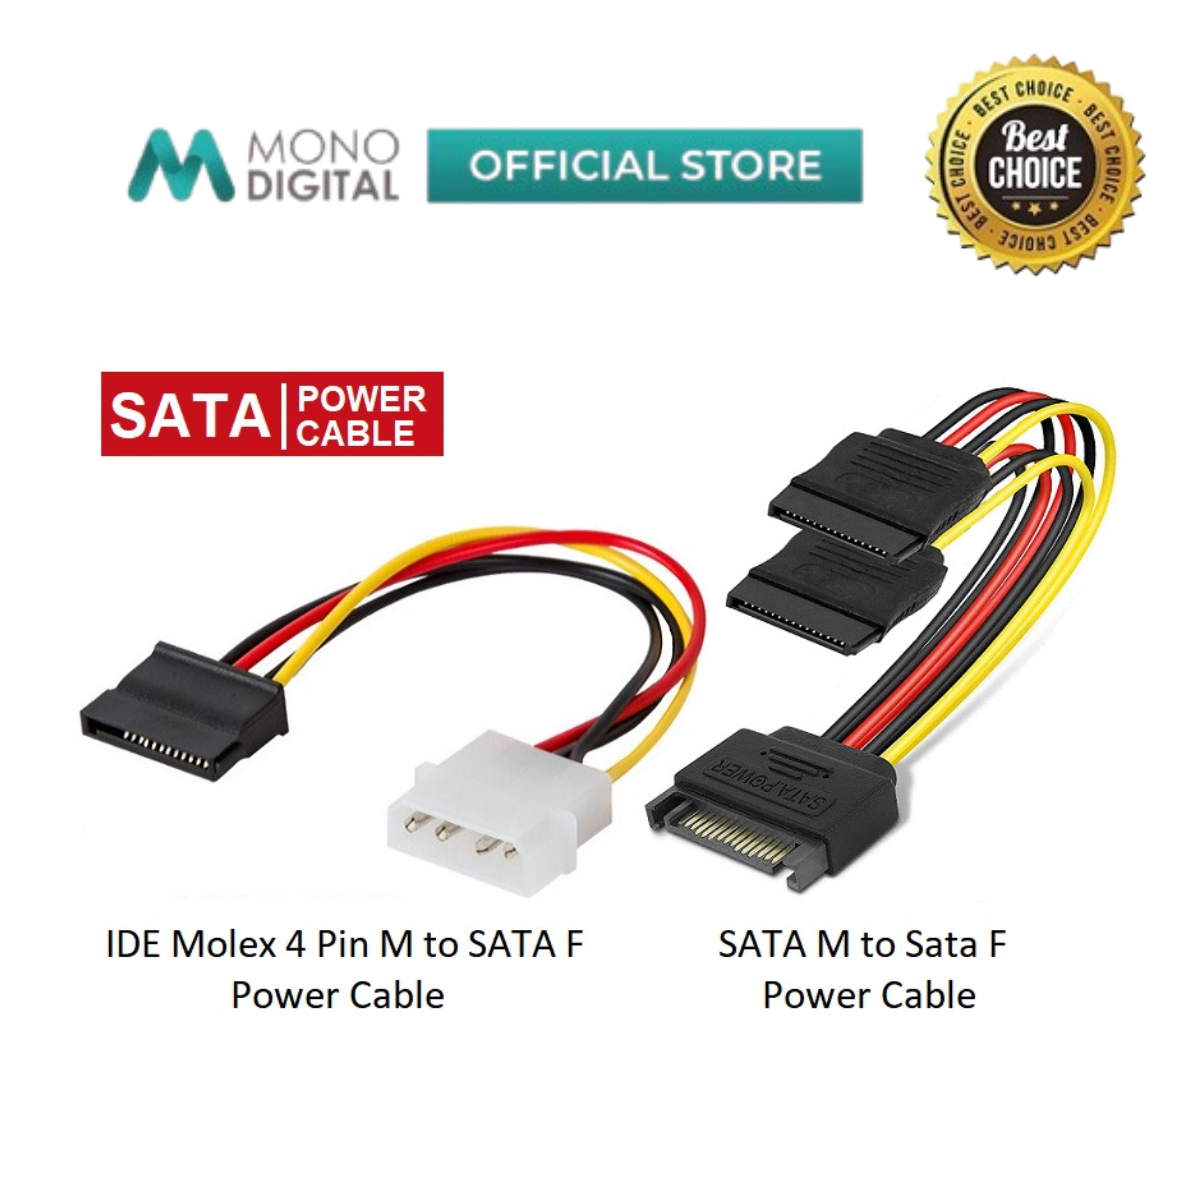 MONO
DIGITAL
OFFICIAL STORE
BEST CHOICE · BEST CHOICE · BEST CHOICE · BEST CHOICE ·
Best
CHOICE
SATA
POWER
CABLE
SATA.POWER
IDE Molex 4 Pin M to SATA F
Power Cable
SATA M to Sata F
Power Cable